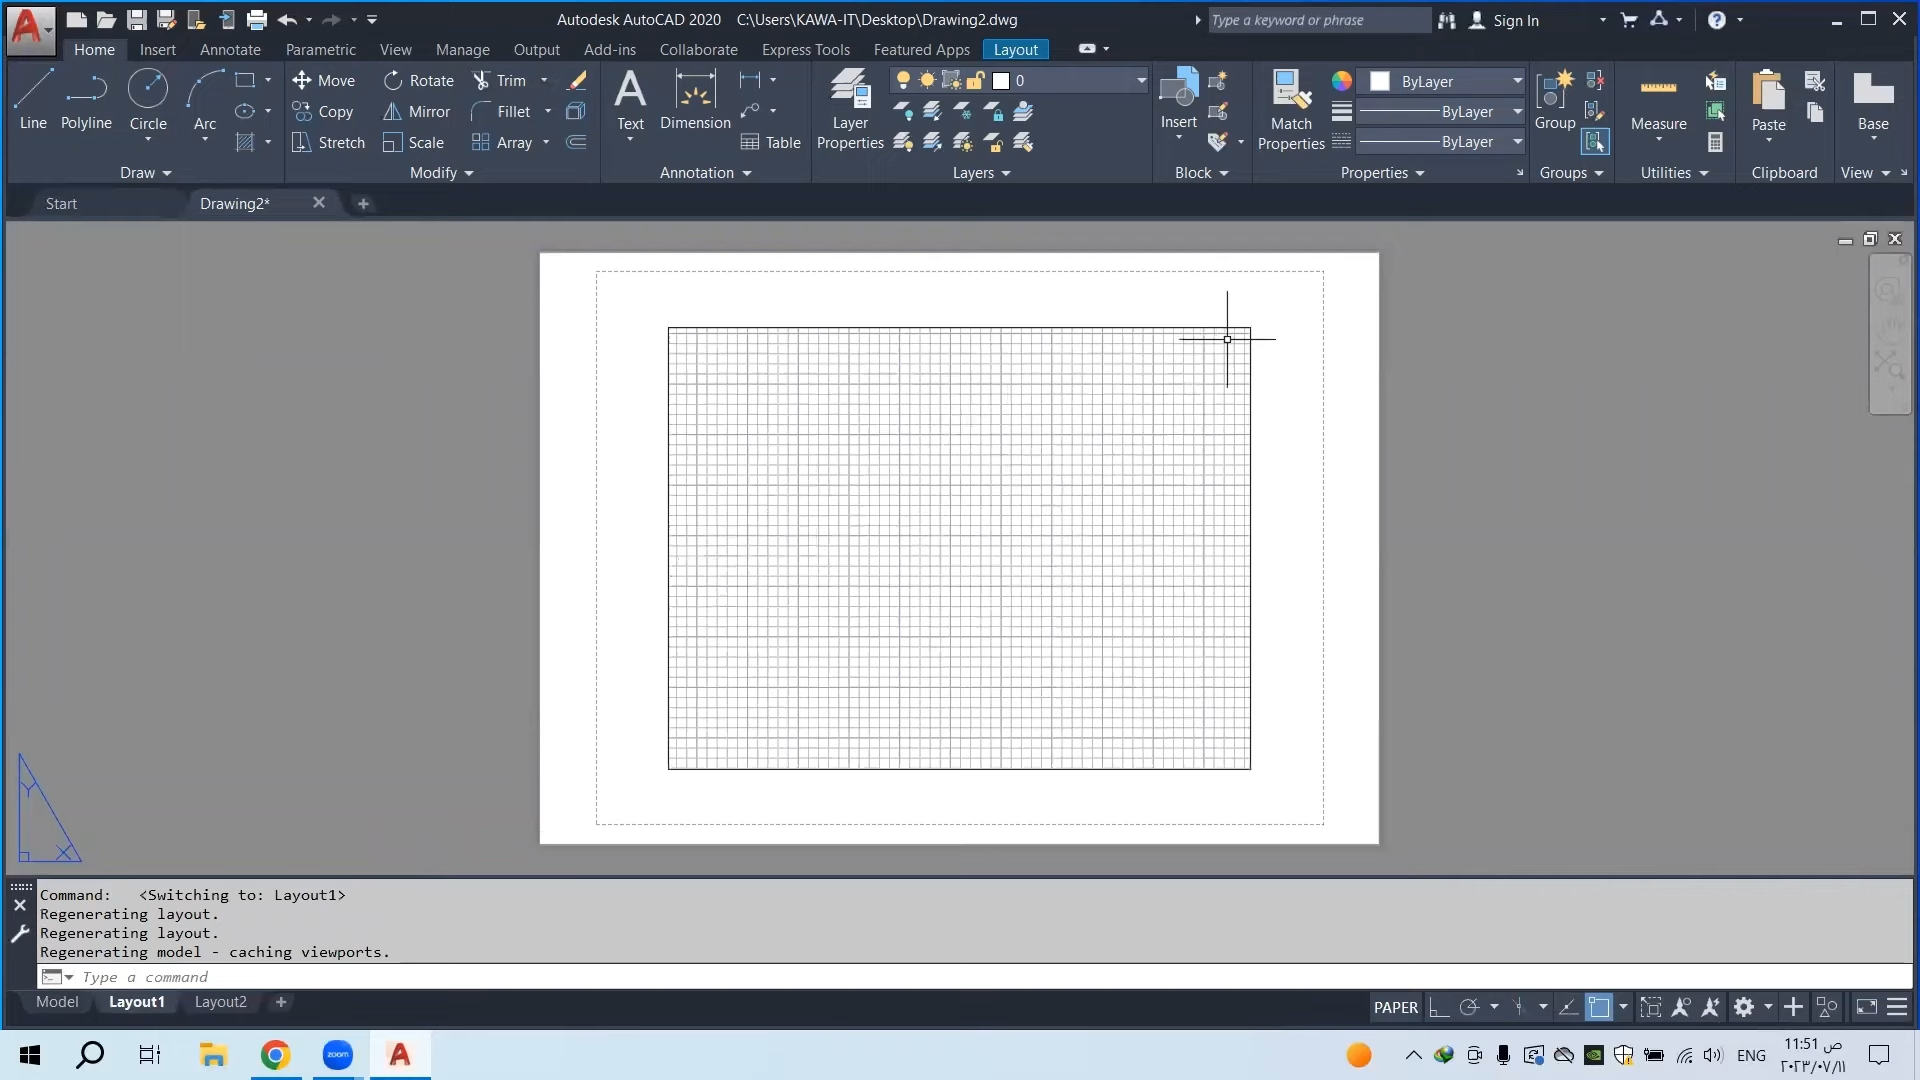 Autodesk AutoCAD 2020 C:\Users\KAWA-IT\Desktop\Drawing2.dwg
Type a keyword or phrase
Sign In
Home Insert Annotate Parametric View Manage Output Add-ins Collaborate Express Tools Featured Apps Layout
Line Polyline Circle Arc
Draw
Move Rotate Trim
Copy Mirror Fillet
Stretch Scale Array
Modify
Text Dimension Table
Annotation
Layer Properties
0
Layers
Insert
Block
Match Properties
ByLayer
ByLayer
ByLayer
Properties
Group
Groups
Measure
Utilities
Paste
Clipboard
Base
View
Start Drawing2*
Y
X
Command: <Switching to: Layout1>
Regenerating layout.
Regenerating layout.
Regenerating model - caching viewports.
Type a command
Model Layout1 Layout2
PAPER
zoom
ENG
11:51 ص
٢٠٢٣/٠٧/١١